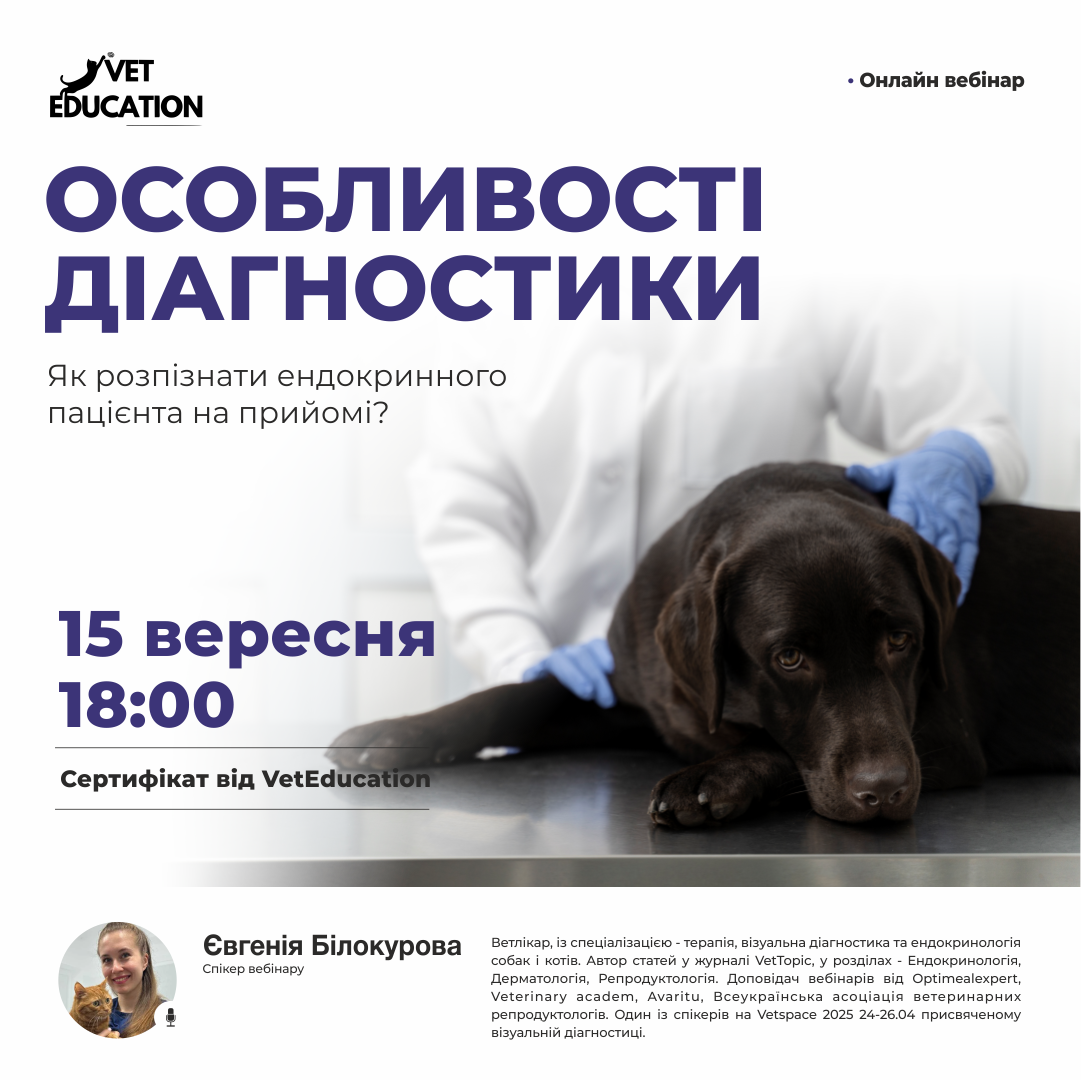 VET
EDUCATION
• Онлайн вебінар
ОСОБЛИВОСТІ
ДІАГНОСТИКИ
Як розпізнати ендокринного
пацієнта на прийомі?
15 вересня
18:00
Сертифікат від VetEducation
Євгенія Білокурова
Спікер вебінару
Ветлікар, із спеціалізацією - терапія, візуальна діагностика та ендокринологія
собак і котів. Автор статей у журналі VetTopic, у розділах - Ендокринологія,
Дерматологія, Репродуктологія. Доповідач вебінарів від Optimealexpert,
Veterinary academ, Avaritu, Всеукраїнська асоціація ветеринарних
репродуктологів. Один із спікерів на Vetspace 2025 24-26.04 присвяченому
візуальній діагностиці.